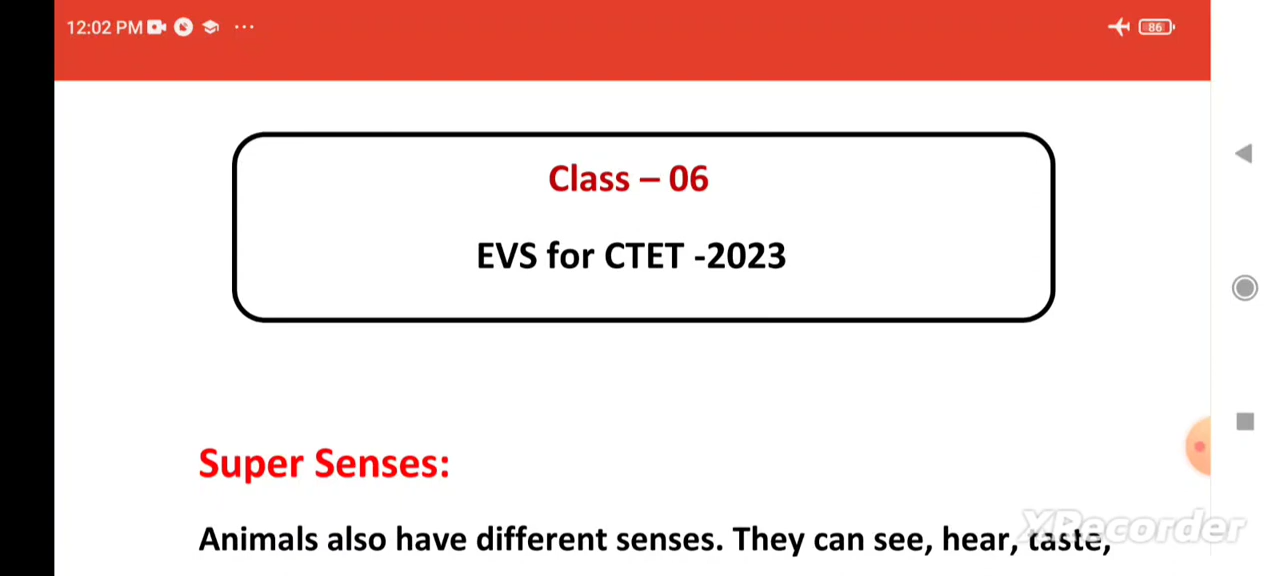 12:02 PM
86
Class – 06
EVS for CTET -2023
Super Senses:
Animals also have different senses. They can see, hear, taste,
XRecorder